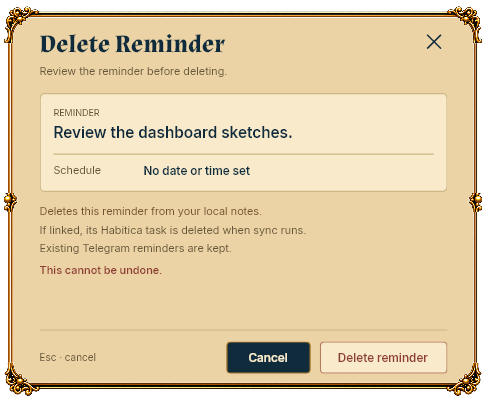 Delete Reminder
Review the reminder before deleting.
REMINDER
Review the dashboard sketches.
Schedule No date or time set
Deletes this reminder from your local notes.
If linked, its Habitica task is deleted when sync runs.
Existing Telegram reminders are kept.
This cannot be undone.
Esc · cancel Cancel Delete reminder